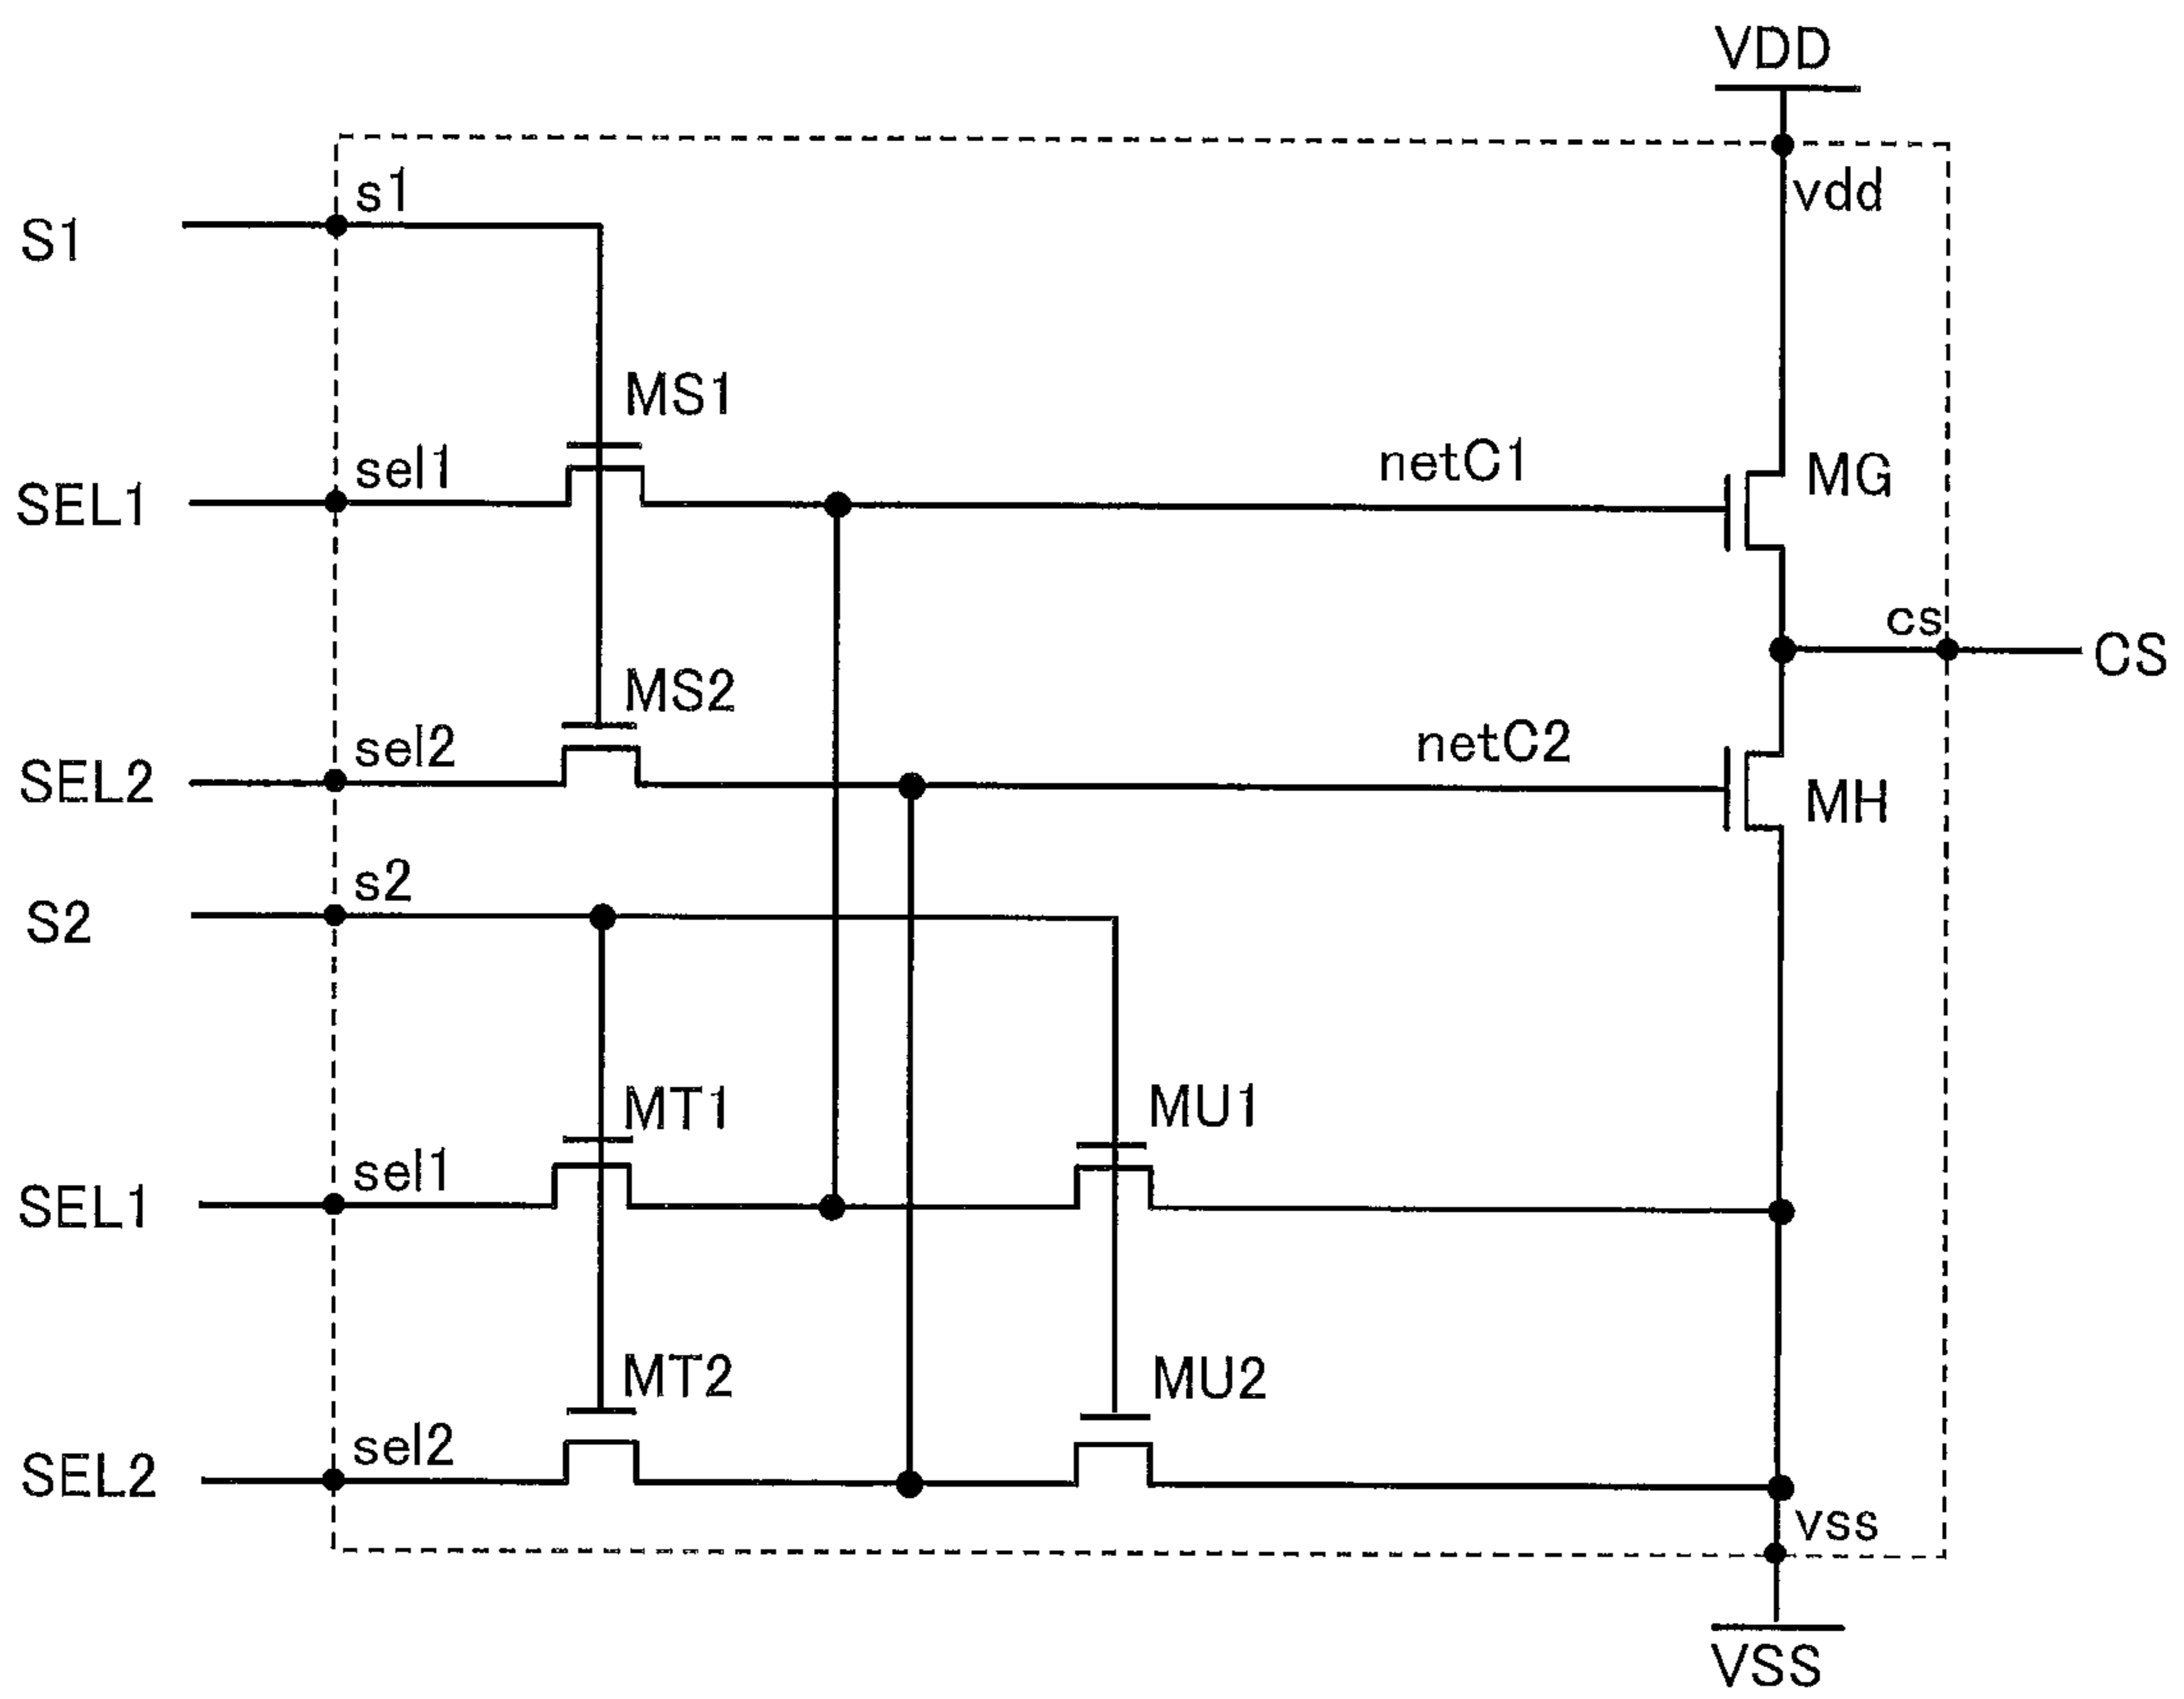 VDD
vdd
s1
S1
MS1
sel1
SEL1
netC1
MG
cs
CS
MS2
sel2
SEL2
netC2
MH
s2
S2
MT1
MU1
sel1
SEL1
MT2
MU2
sel2
SEL2
vss
VSS